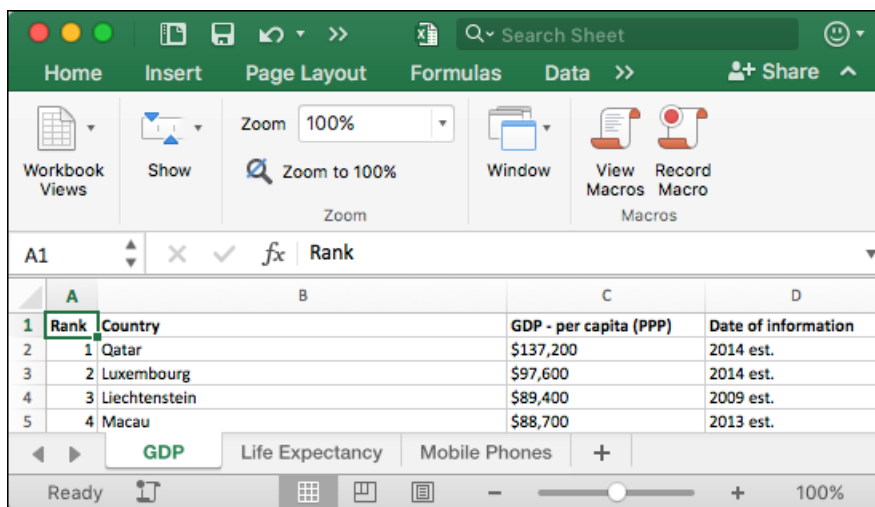 Search Sheet
Home Insert Page Layout Formulas Data >> Share
Workbook Views
Show
Zoom 100%
Zoom to 100%
Zoom
Window
View Macros
Record Macro
Macros
A1 fx Rank
A B C D
1 Rank Country GDP - per capita (PPP) Date of information
2 1 Qatar $137,200 2014 est.
3 2 Luxembourg $97,600 2014 est.
4 3 Liechtenstein $89,400 2009 est.
5 4 Macau $88,700 2013 est.
GDP Life Expectancy Mobile Phones +
Ready - + 100%